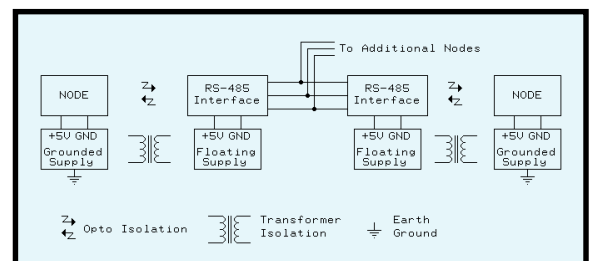 To Additional Nodes
NODE
RS-485
Interface
RS-485
Interface
NODE
+5V GND
Grounded
Supply
+5V GND
Floating
Supply
+5V GND
Floating
Supply
+5V GND
Grounded
Supply
Opto Isolation
Transformer
Isolation
Earth
Ground